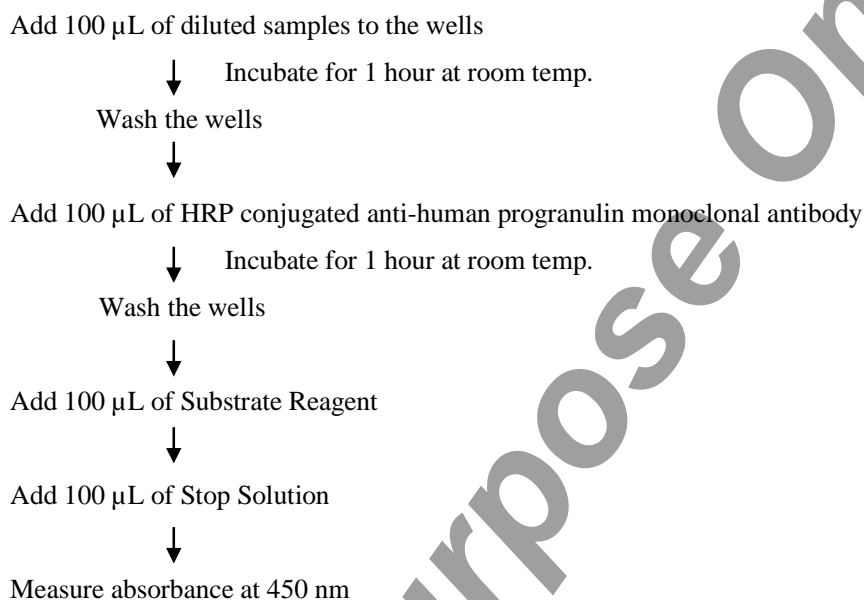 Add 100 µL of diluted samples to the wells
Incubate for 1 hour at room temp.
Wash the wells
Add 100 µL of HRP conjugated anti-human progranulin monoclonal antibody
Incubate for 1 hour at room temp.
Wash the wells
Add 100 µL of Substrate Reagent
Add 100 µL of Stop Solution
Measure absorbance at 450 nm